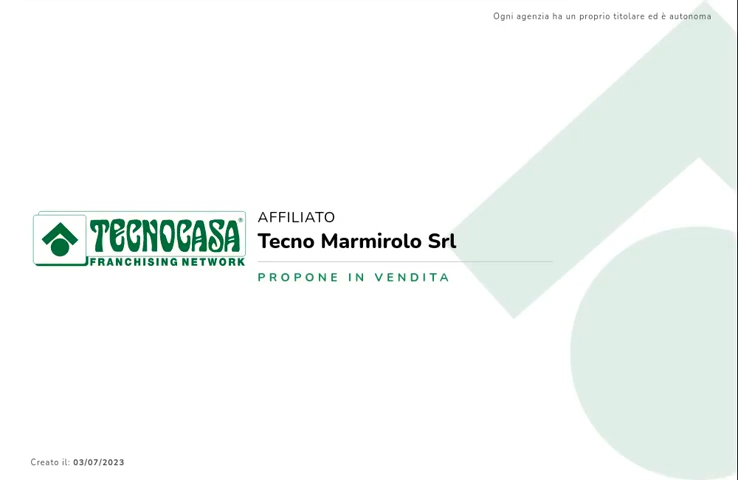 Ogni agenzia ha un proprio titolare ed è autonoma
TECNOCASA®
FRANCHISING NETWORK
AFFILIATO
Tecno Marmirolo Srl
PROPONE IN VENDITA
Creato il: 03/07/2023